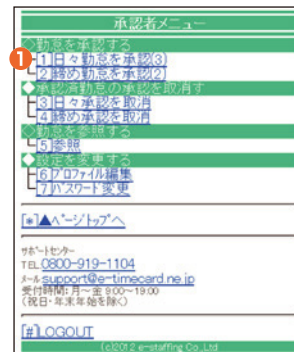 承認者メニュー
◇勤怠を承認する
1
[1]日々勤怠を承認(3)
[2]締め勤怠を承認(2)
◆承認済勤怠の承認を取消す
[3]日々承認を取消
[4]締め承認を取消
◇勤怠を参照する
[5]参照
◆設定を変更する
[6]プロファイル編集
[7]パスワード変更
[*]▲ページトップへ
サポートセンター
TEL:0800-919-1104
メール:support@e-timecard.ne.jp
受付時間:月～金 9:00～19:00
(祝日・年末年始を除く)
[#]LOGOUT
(c)2012 e-staffing Co.,Ltd